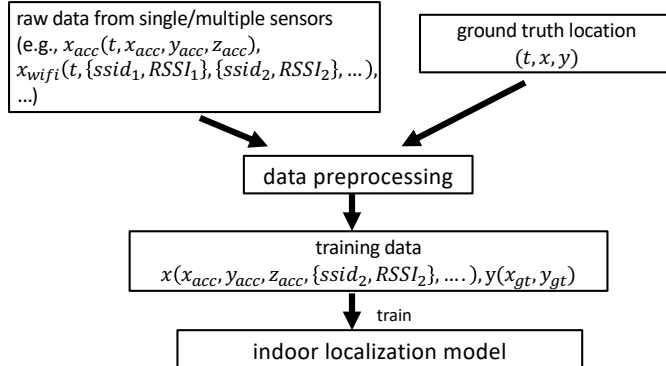 raw data from single/multiple sensors
(e.g., x_acc(t, x_acc, y_acc, z_acc),
x_wifi(t, {ssid_1, RSSI_1}, {ssid_2, RSSI_2}, ...),
...)
ground truth location
(t, x, y)
data preprocessing
training data
x(x_acc, y_acc, z_acc, {ssid_2, RSSI_2}, ....), y(x_gt, y_gt)
train
indoor localization model